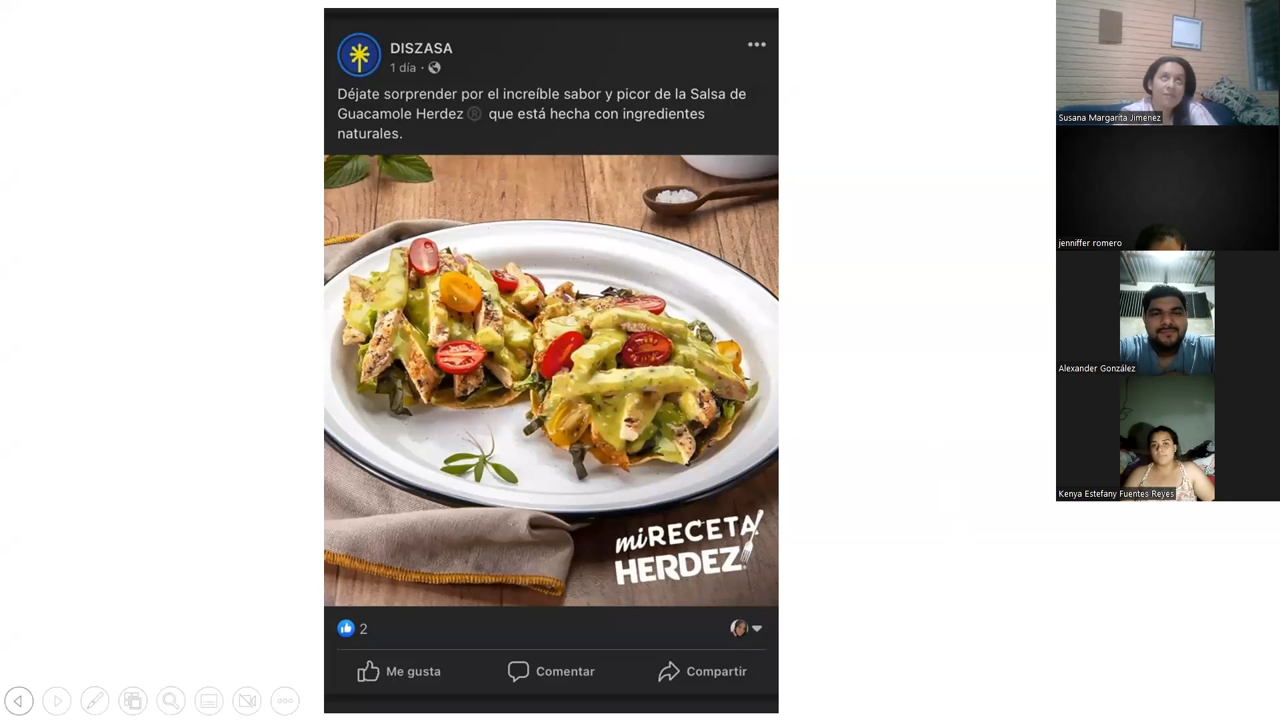 DISZASA
1 día
Déjate sorprender por el increíble sabor y picor de la Salsa de
Guacamole Herdez ® que está hecha con ingredientes
naturales.
mi RECETA
HERDEZ
2
Me gusta
Comentar
Compartir
Susana Margarita Jimenez
jenniffer romero
Alexander González
Kenya Estefany Fuentes Reyes